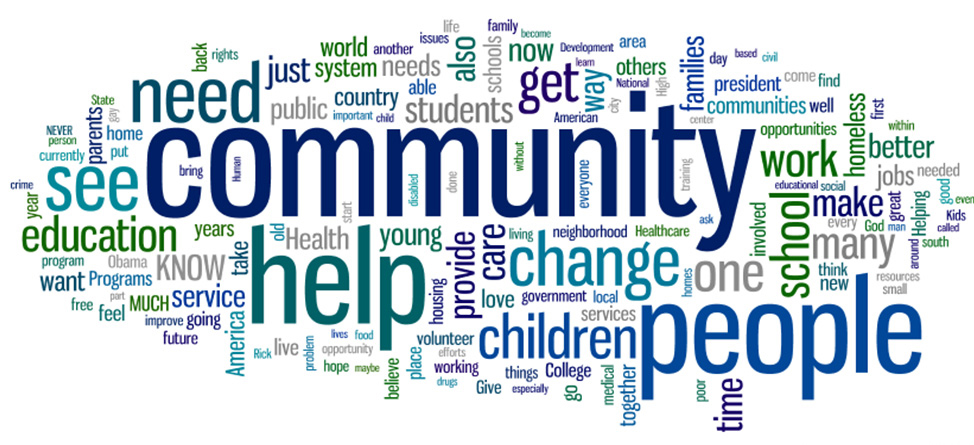 life
family
become
issues
back
rights
world
another
also
schools
now
Development
area
learn
families
day
based
civil
need
just
system
needs
able
get
way
others
National
High
president
come
find
country
public
important
child
students
American
city
communities
well
center
homeless
first
State
gay
parents
NEVER
person
home
put
currently
community
opportunities
within
better
work
without
everyone
training
see
bring
Human
disabled
done
jobs
needed
crime
year
educational
social
make
great
Helping
good
even
Kids
called
start
ask
involved
school
every
God
man
south
around
education
years
old
Health
young
living
neighborhood
Healthcare
many
program
Obama
KNOW
take
help
provide
care
change
homes
one
think
new
resources
small
want
Programs
part
free
feel
MUCH
service
housing
love
government
local
improve
going
future
services
people
America
lives
food
Rick
live
problem
opportunity
hope
maybe
believe
place
volunteer
efforts
working
drugs
children
things
College
Give
especially
go
medical
together
poor
time